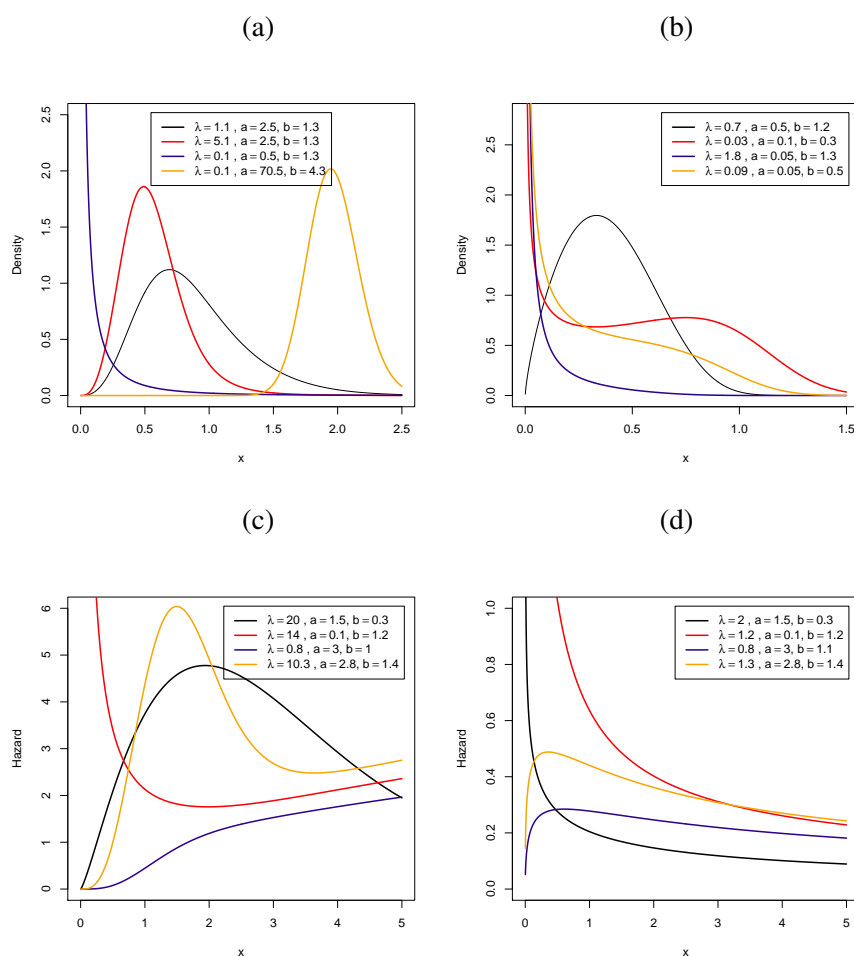 (a)
(b)
λ=1.1 , a=2.5, b=1.3
λ=5.1 , a=2.5, b=1.3
λ=0.1 , a=0.5, b=1.3
λ=0.1 , a=70.5, b=4.3
Density
0.0 0.5 1.0 1.5 2.0 2.5
0.0 0.5 1.0 1.5 2.0 2.5
x
λ=0.7 , a=0.5, b=1.2
λ=0.03 , a=0.1, b=0.3
λ=1.8 , a=0.05, b=1.3
λ=0.09 , a=0.05, b=0.5
Density
0.0 0.5 1.0 1.5 2.0 2.5
0.0 0.5 1.0 1.5
x
(c)
(d)
λ=20 , a=1.5, b=0.3
λ=14 , a=0.1, b=1.2
λ=0.8 , a=3, b=1
λ=10.3 , a=2.8, b=1.4
Hazard
0 1 2 3 4 5 6
0 1 2 3 4 5
x
λ=2 , a=1.5, b=0.3
λ=1.2 , a=0.1, b=1.2
λ=0.8 , a=3, b=1.1
λ=1.3 , a=2.8, b=1.4
Hazard
0.0 0.2 0.4 0.6 0.8 1.0
0 1 2 3 4 5
x